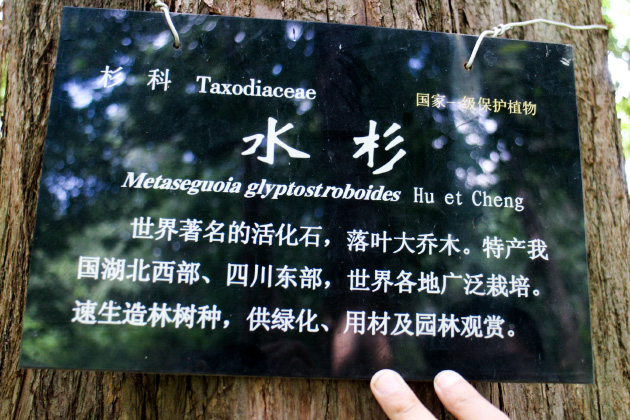 杉 科 Taxodiaceae
国家一级保护植物
水 杉
Metaseguoia glyptostroboides Hu et Cheng
世界著名的活化石，落叶大乔木。特产我
国湖北西部、四川东部，世界各地广泛栽培。
速生造林树种，供绿化、用材及园林观赏。